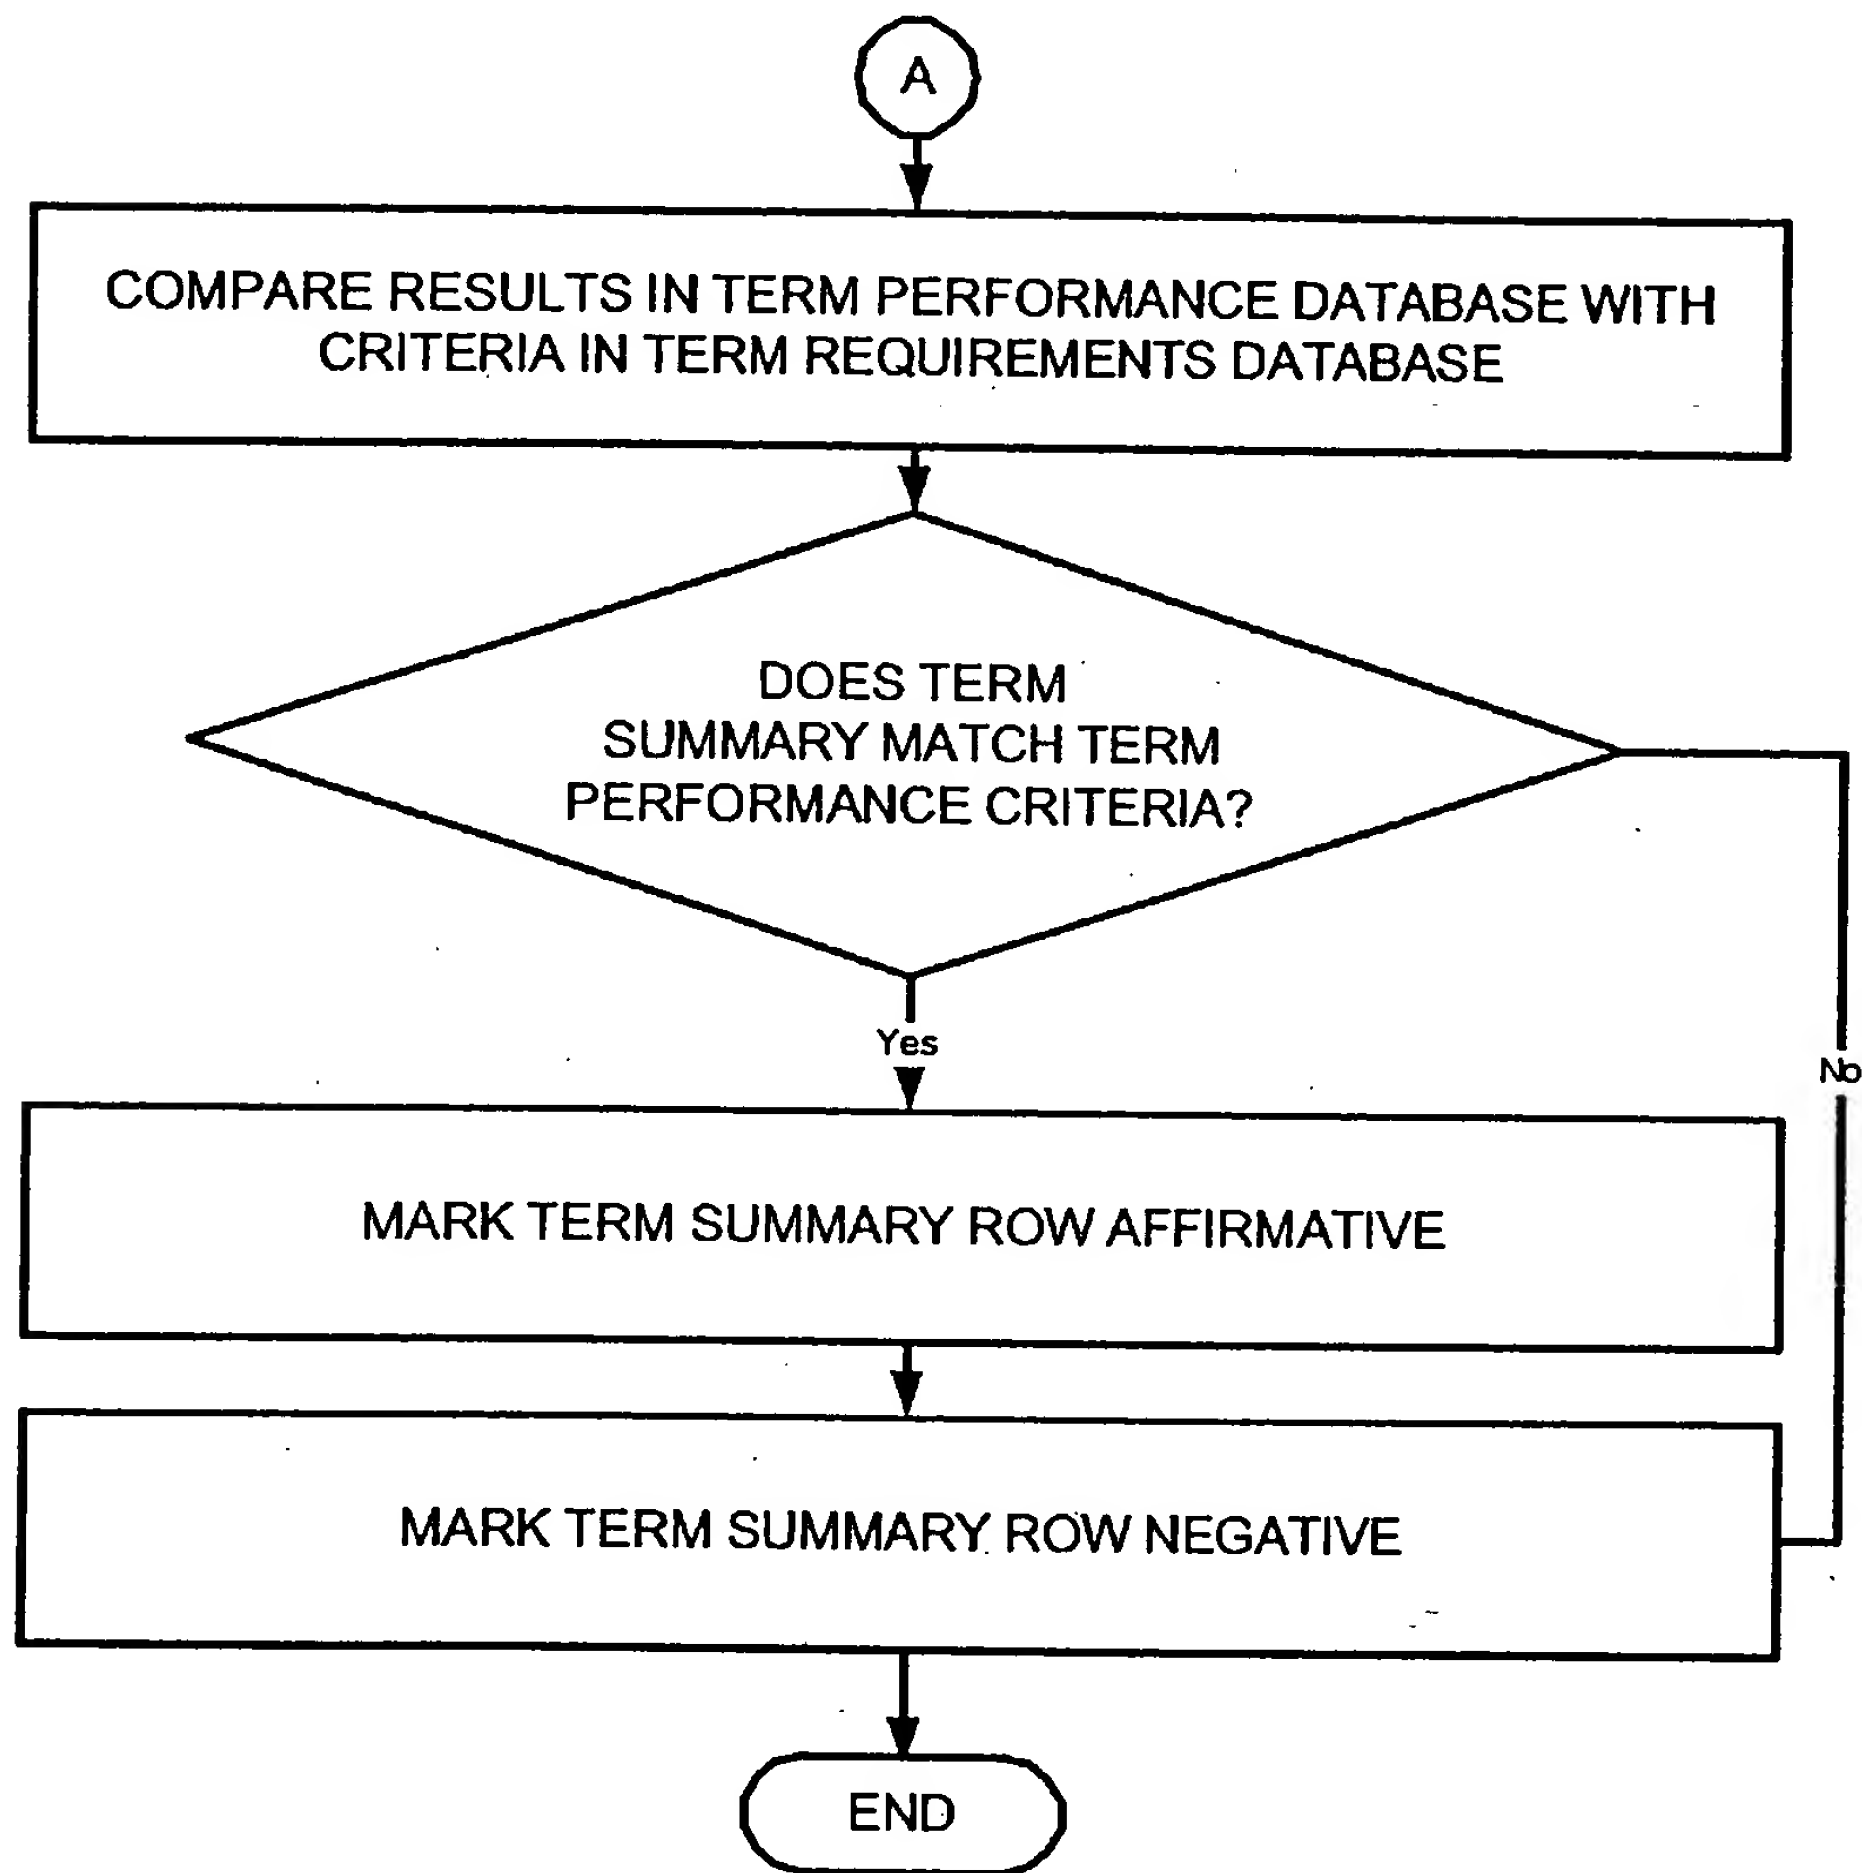 A
COMPARE RESULTS IN TERM PERFORMANCE DATABASE WITH
CRITERIA IN TERM REQUIREMENTS DATABASE
DOES TERM
SUMMARY MATCH TERM
PERFORMANCE CRITERIA?
Yes
No
MARK TERM SUMMARY ROW AFFIRMATIVE
MARK TERM SUMMARY ROW NEGATIVE
END